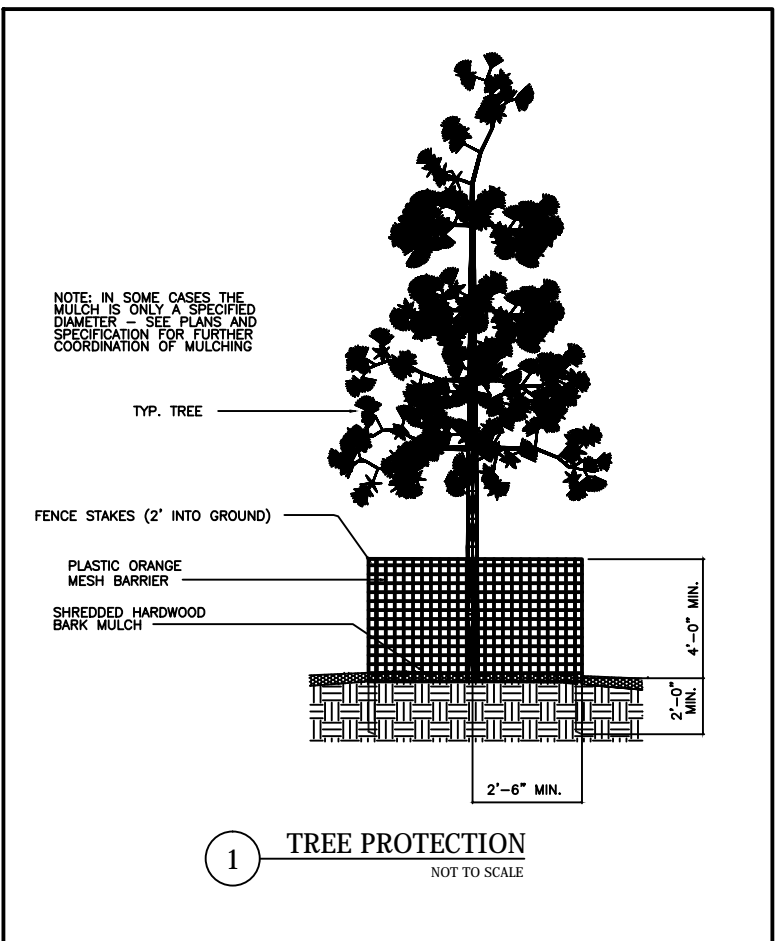 NOTE: IN SOME CASES THE
MULCH IS ONLY A SPECIFIED
DIAMETER – SEE PLANS AND
SPECIFICATION FOR FURTHER
COORDINATION OF MULCHING
TYP. TREE
FENCE STAKES (2' INTO GROUND)
PLASTIC ORANGE
MESH BARRIER
SHREDDED HARDWOOD
BARK MULCH
4'-0" MIN.
2'-0"
MIN.
2'-6" MIN.
1
TREE PROTECTION
NOT TO SCALE